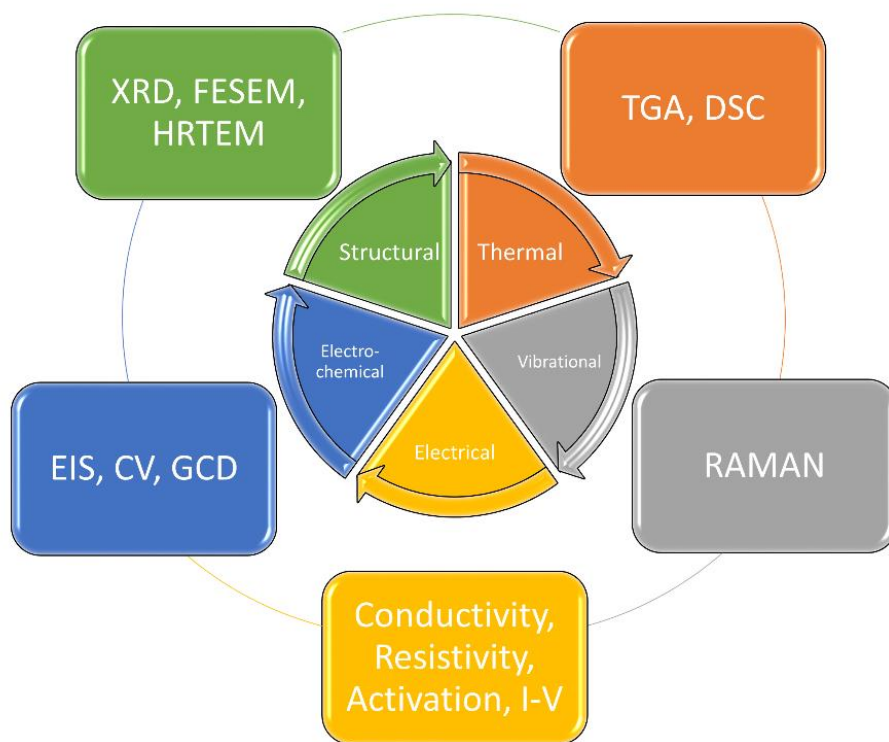 XRD, FESEM,
HRTEM
TGA, DSC
Structural
Thermal
Electro-
chemical
Vibrational
Electrical
EIS, CV, GCD
RAMAN
Conductivity,
Resistivity,
Activation, I-V